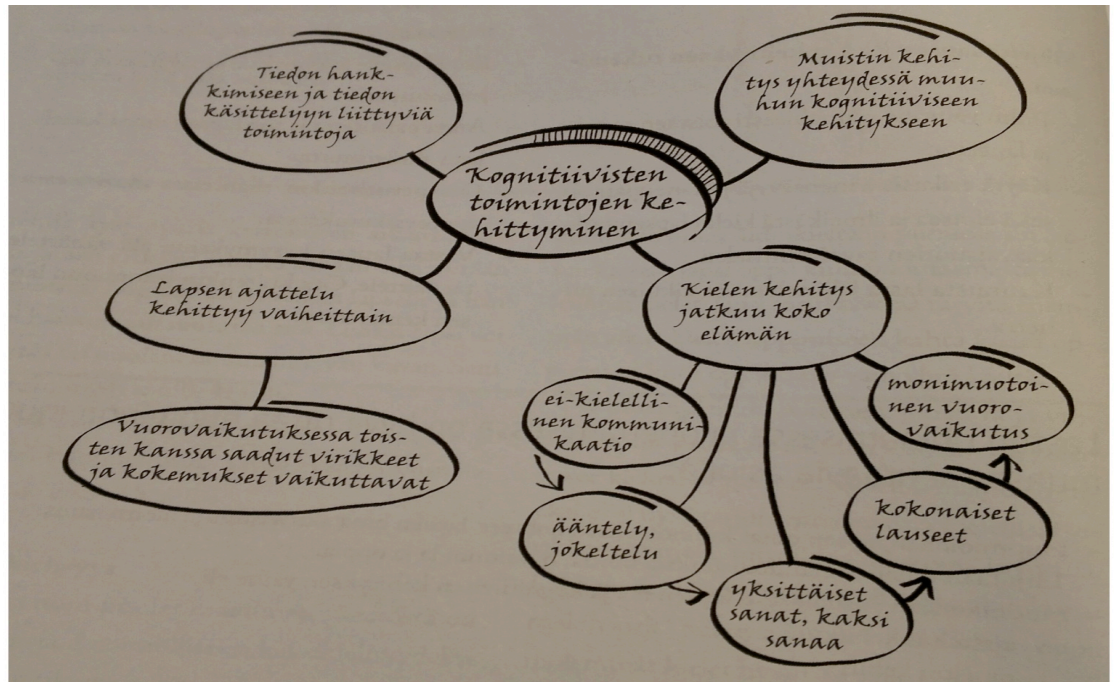 Tiedon hank-
kimiseen ja tiedon
käsittelyyn liittyviä
toimintoja
Muistin kehi-
tys yhteydessä muu-
hun kognitiiviseen
kehitykseen
Kognitiivisten
toimintojen ke-
hittyminen
Lapsen ajattelu
kehittyy vaiheittain
Vuorovaikutuksessa tois-
ten kanssa saadut virikkeet
ja kokemukset vaikuttavat
Kielen kehitys
jatkuu koko
elämän
ei-kielelli-
nen kommuni-
kaatio
ääntely,
jokeltelu
yksittäiset
sanat, kaksi
sanaa
kokonaiset
lauseet
monimuotoi-
nen vuoro-
vaikutus